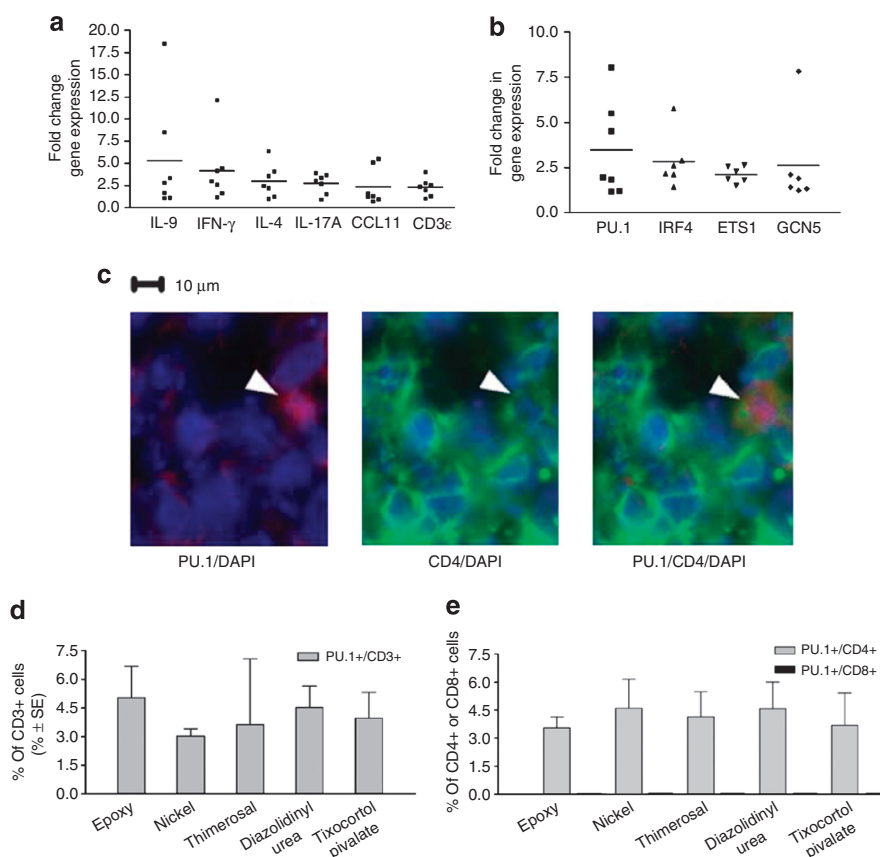 a
Fold change
gene expression
20.0
17.5
15.0
12.5
10.0
7.5
5.0
2.5
0.0
IL-9 IFN-γ IL-4 IL-17A CCL11 CD3ε
b
Fold change in
gene expression
10.0
7.5
5.0
2.5
0.0
PU.1 IRF4 ETS1 GCN5
c
10 μm
PU.1/DAPI CD4/DAPI PU.1/CD4/DAPI
d
% Of CD3+ cells
(% ± SE)
7.5
6.0
4.5
3.0
1.5
0.0
PU.1+/CD3+
Epoxy
Nickel
Thimerosal
Diazolidinyl
urea
Tixocortol
pivalate
e
% Of CD4+ or CD8+ cells
7.5
6.0
4.5
3.0
1.5
0.0
PU.1+/CD4+
PU.1+/CD8+
Epoxy
Nickel
Thimerosal
Diazolidinyl
urea
Tixocortol
pivalate